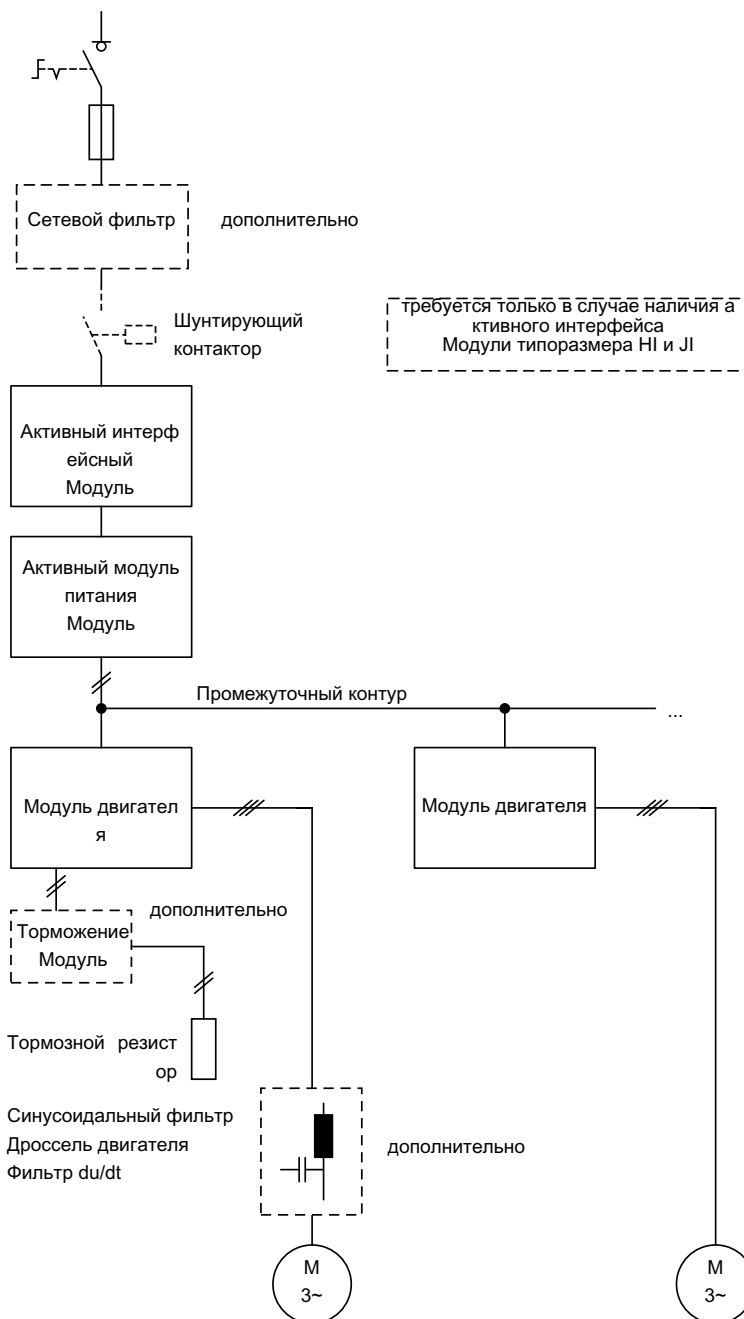 Сетевой фильтр
дополнительно
Шунтирующий
контактор
требуется только в случае наличия а
ктивного интерфейса
Модули типоразмера HI и JI
Активный интерф
ейсный
Модуль
Активный модуль
питания
Модуль
Промежуточный контур
...
Модуль двигател
я
Модуль двигателя
дополнительно
Торможение
Модуль
Тормозной резист
ор
Синусоидальный фильтр
Дроссель двигателя
Фильтр du/dt
дополнительно
M
3~
M
3~